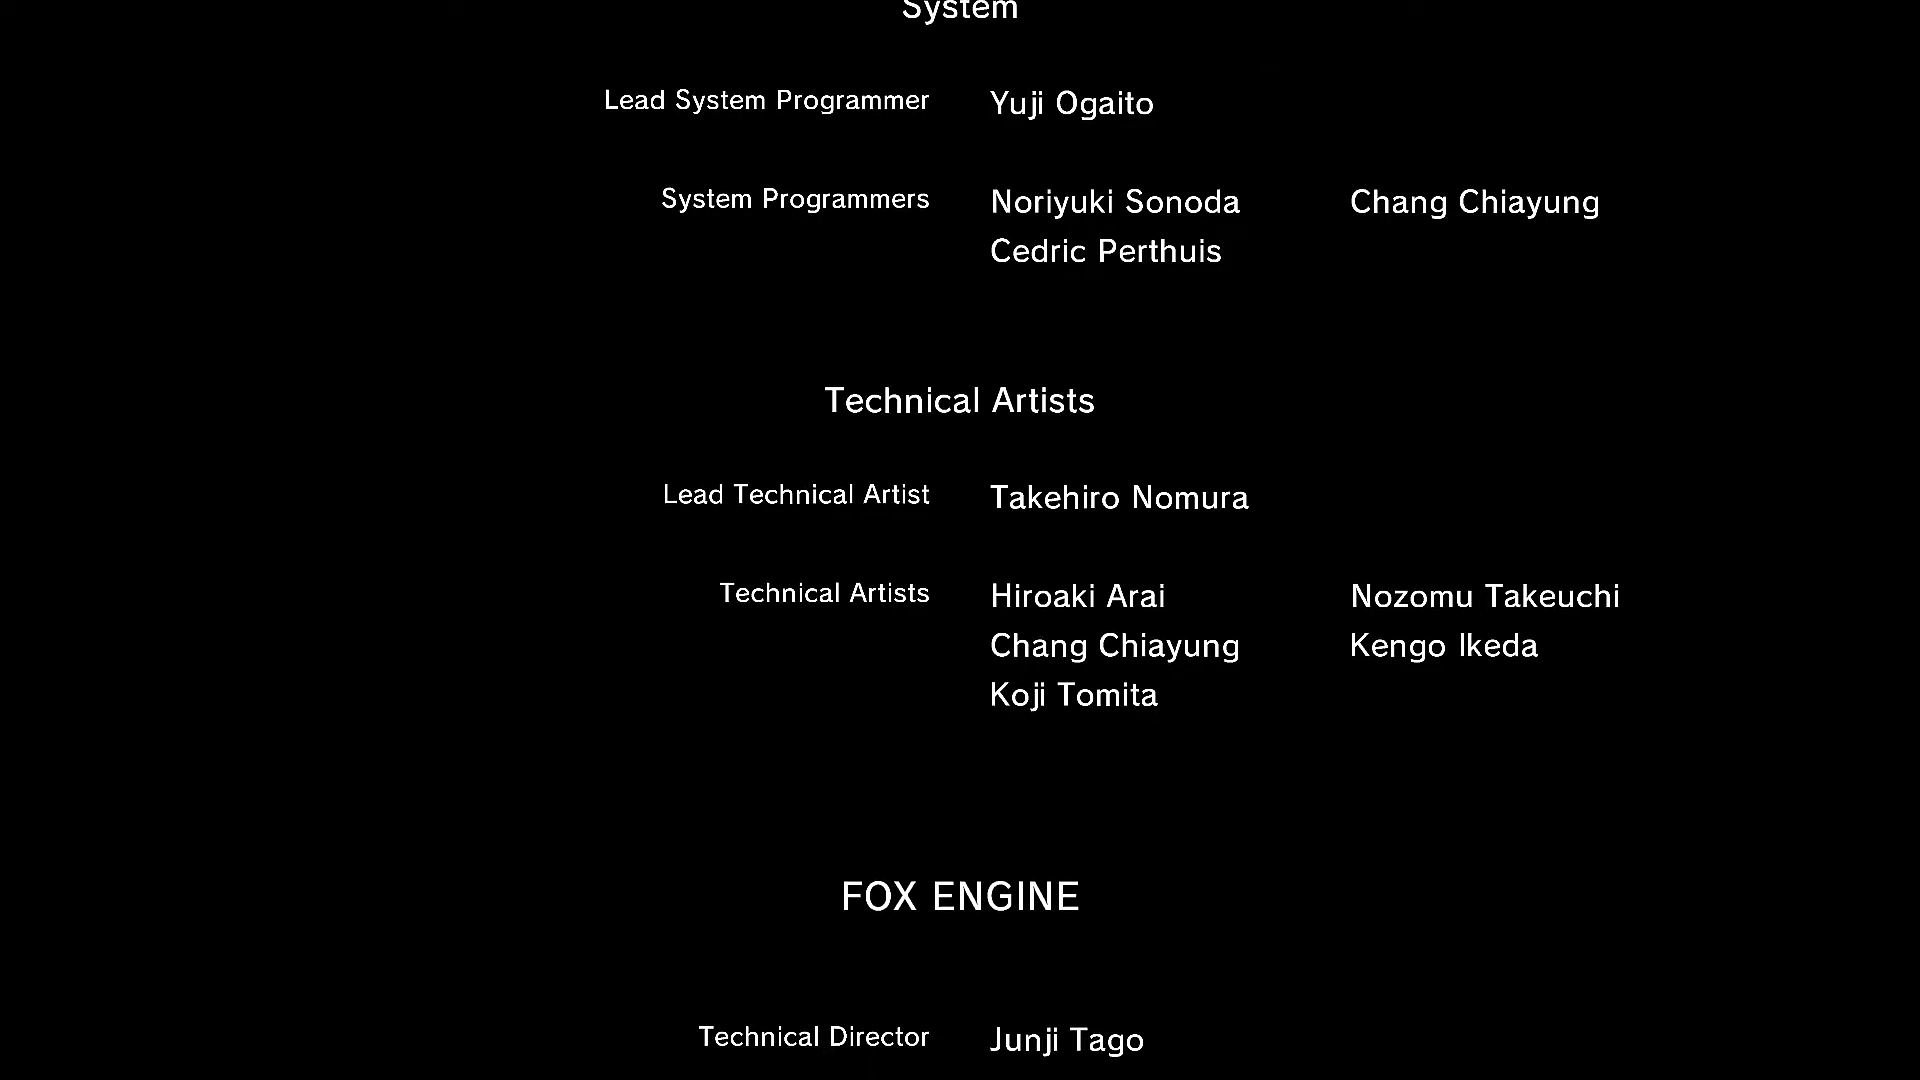 System
Lead System Programmer Yuji Ogaito
System Programmers Noriyuki Sonoda Chang Chiayung
Cedric Perthuis
Technical Artists
Lead Technical Artist Takehiro Nomura
Technical Artists Hiroaki Arai Nozomu Takeuchi
Chang Chiayung Kengo Ikeda
Koji Tomita
FOX ENGINE
Technical Director Junji Tago